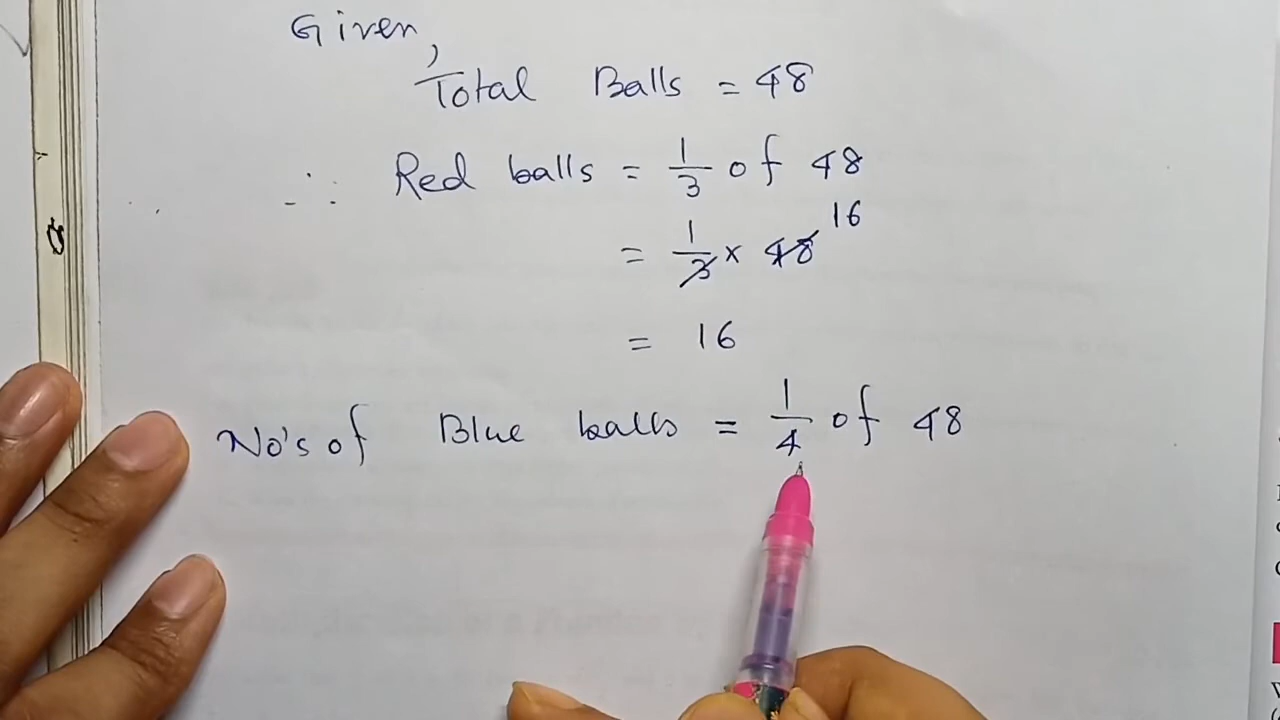 Given,
Total Balls = 48
∴ Red balls = 1/3 of 48
= 1/3 × 48 16
= 16
No's of Blue balls = 1/4 of 48